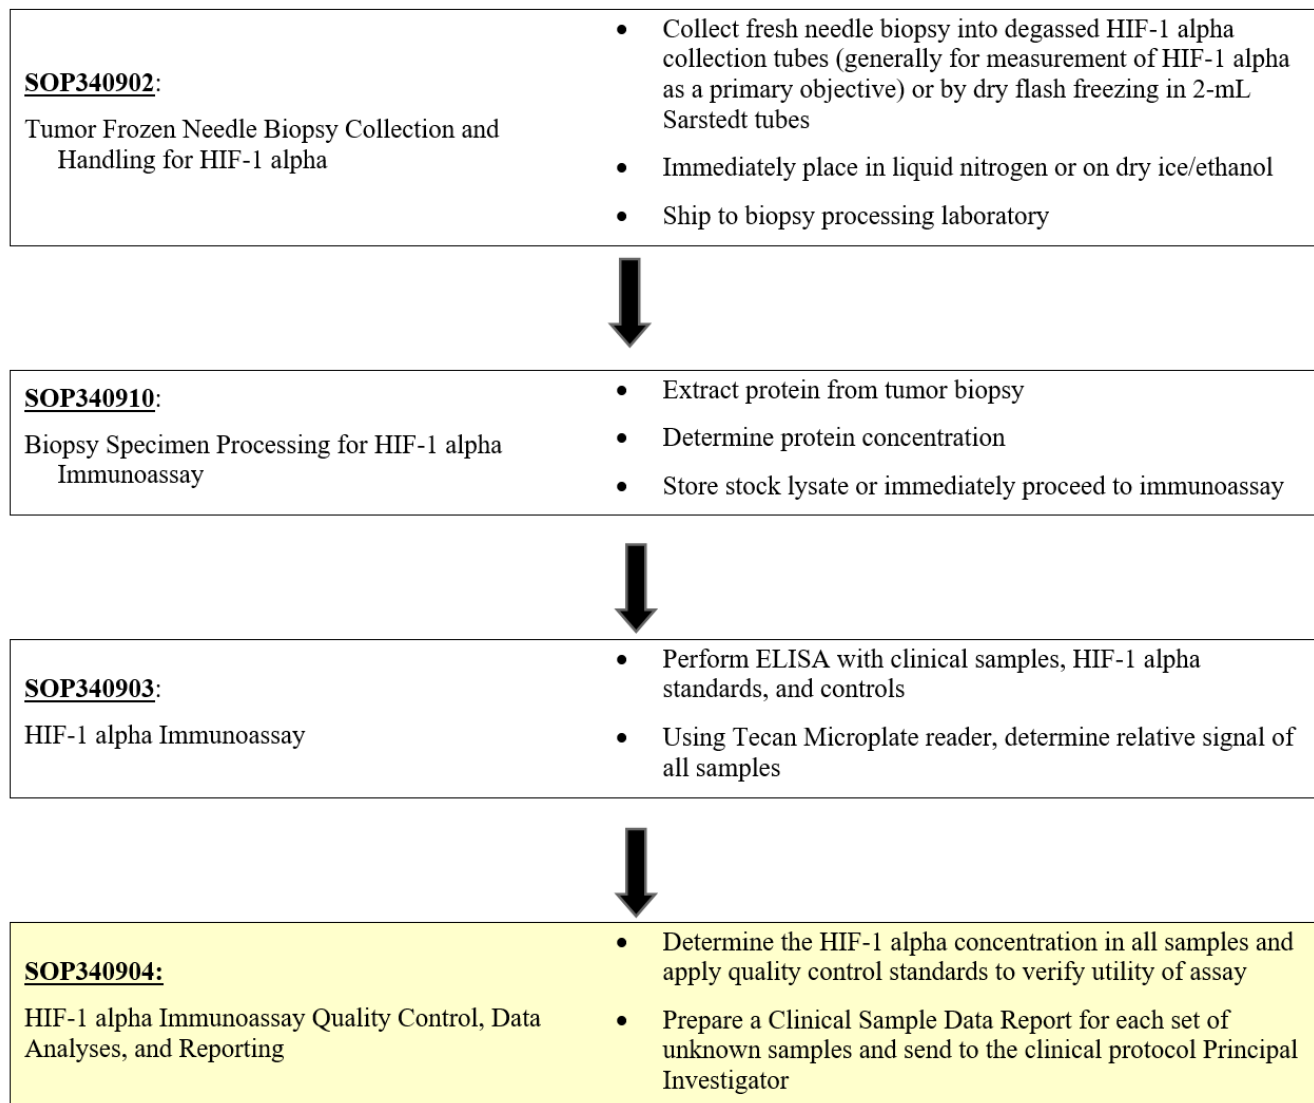 SOP340902:
Tumor Frozen Needle Biopsy Collection and
Handling for HIF-1 alpha
• Collect fresh needle biopsy into degassed HIF-1 alpha
collection tubes (generally for measurement of HIF-1 alpha
as a primary objective) or by dry flash freezing in 2-mL
Sarstedt tubes
• Immediately place in liquid nitrogen or on dry ice/ethanol
• Ship to biopsy processing laboratory
SOP340910:
Biopsy Specimen Processing for HIF-1 alpha
Immunoassay
• Extract protein from tumor biopsy
• Determine protein concentration
• Store stock lysate or immediately proceed to immunoassay
SOP340903:
HIF-1 alpha Immunoassay
• Perform ELISA with clinical samples, HIF-1 alpha
standards, and controls
• Using Tecan Microplate reader, determine relative signal of
all samples
SOP340904:
HIF-1 alpha Immunoassay Quality Control, Data
Analyses, and Reporting
• Determine the HIF-1 alpha concentration in all samples and
apply quality control standards to verify utility of assay
• Prepare a Clinical Sample Data Report for each set of
unknown samples and send to the clinical protocol Principal
Investigator